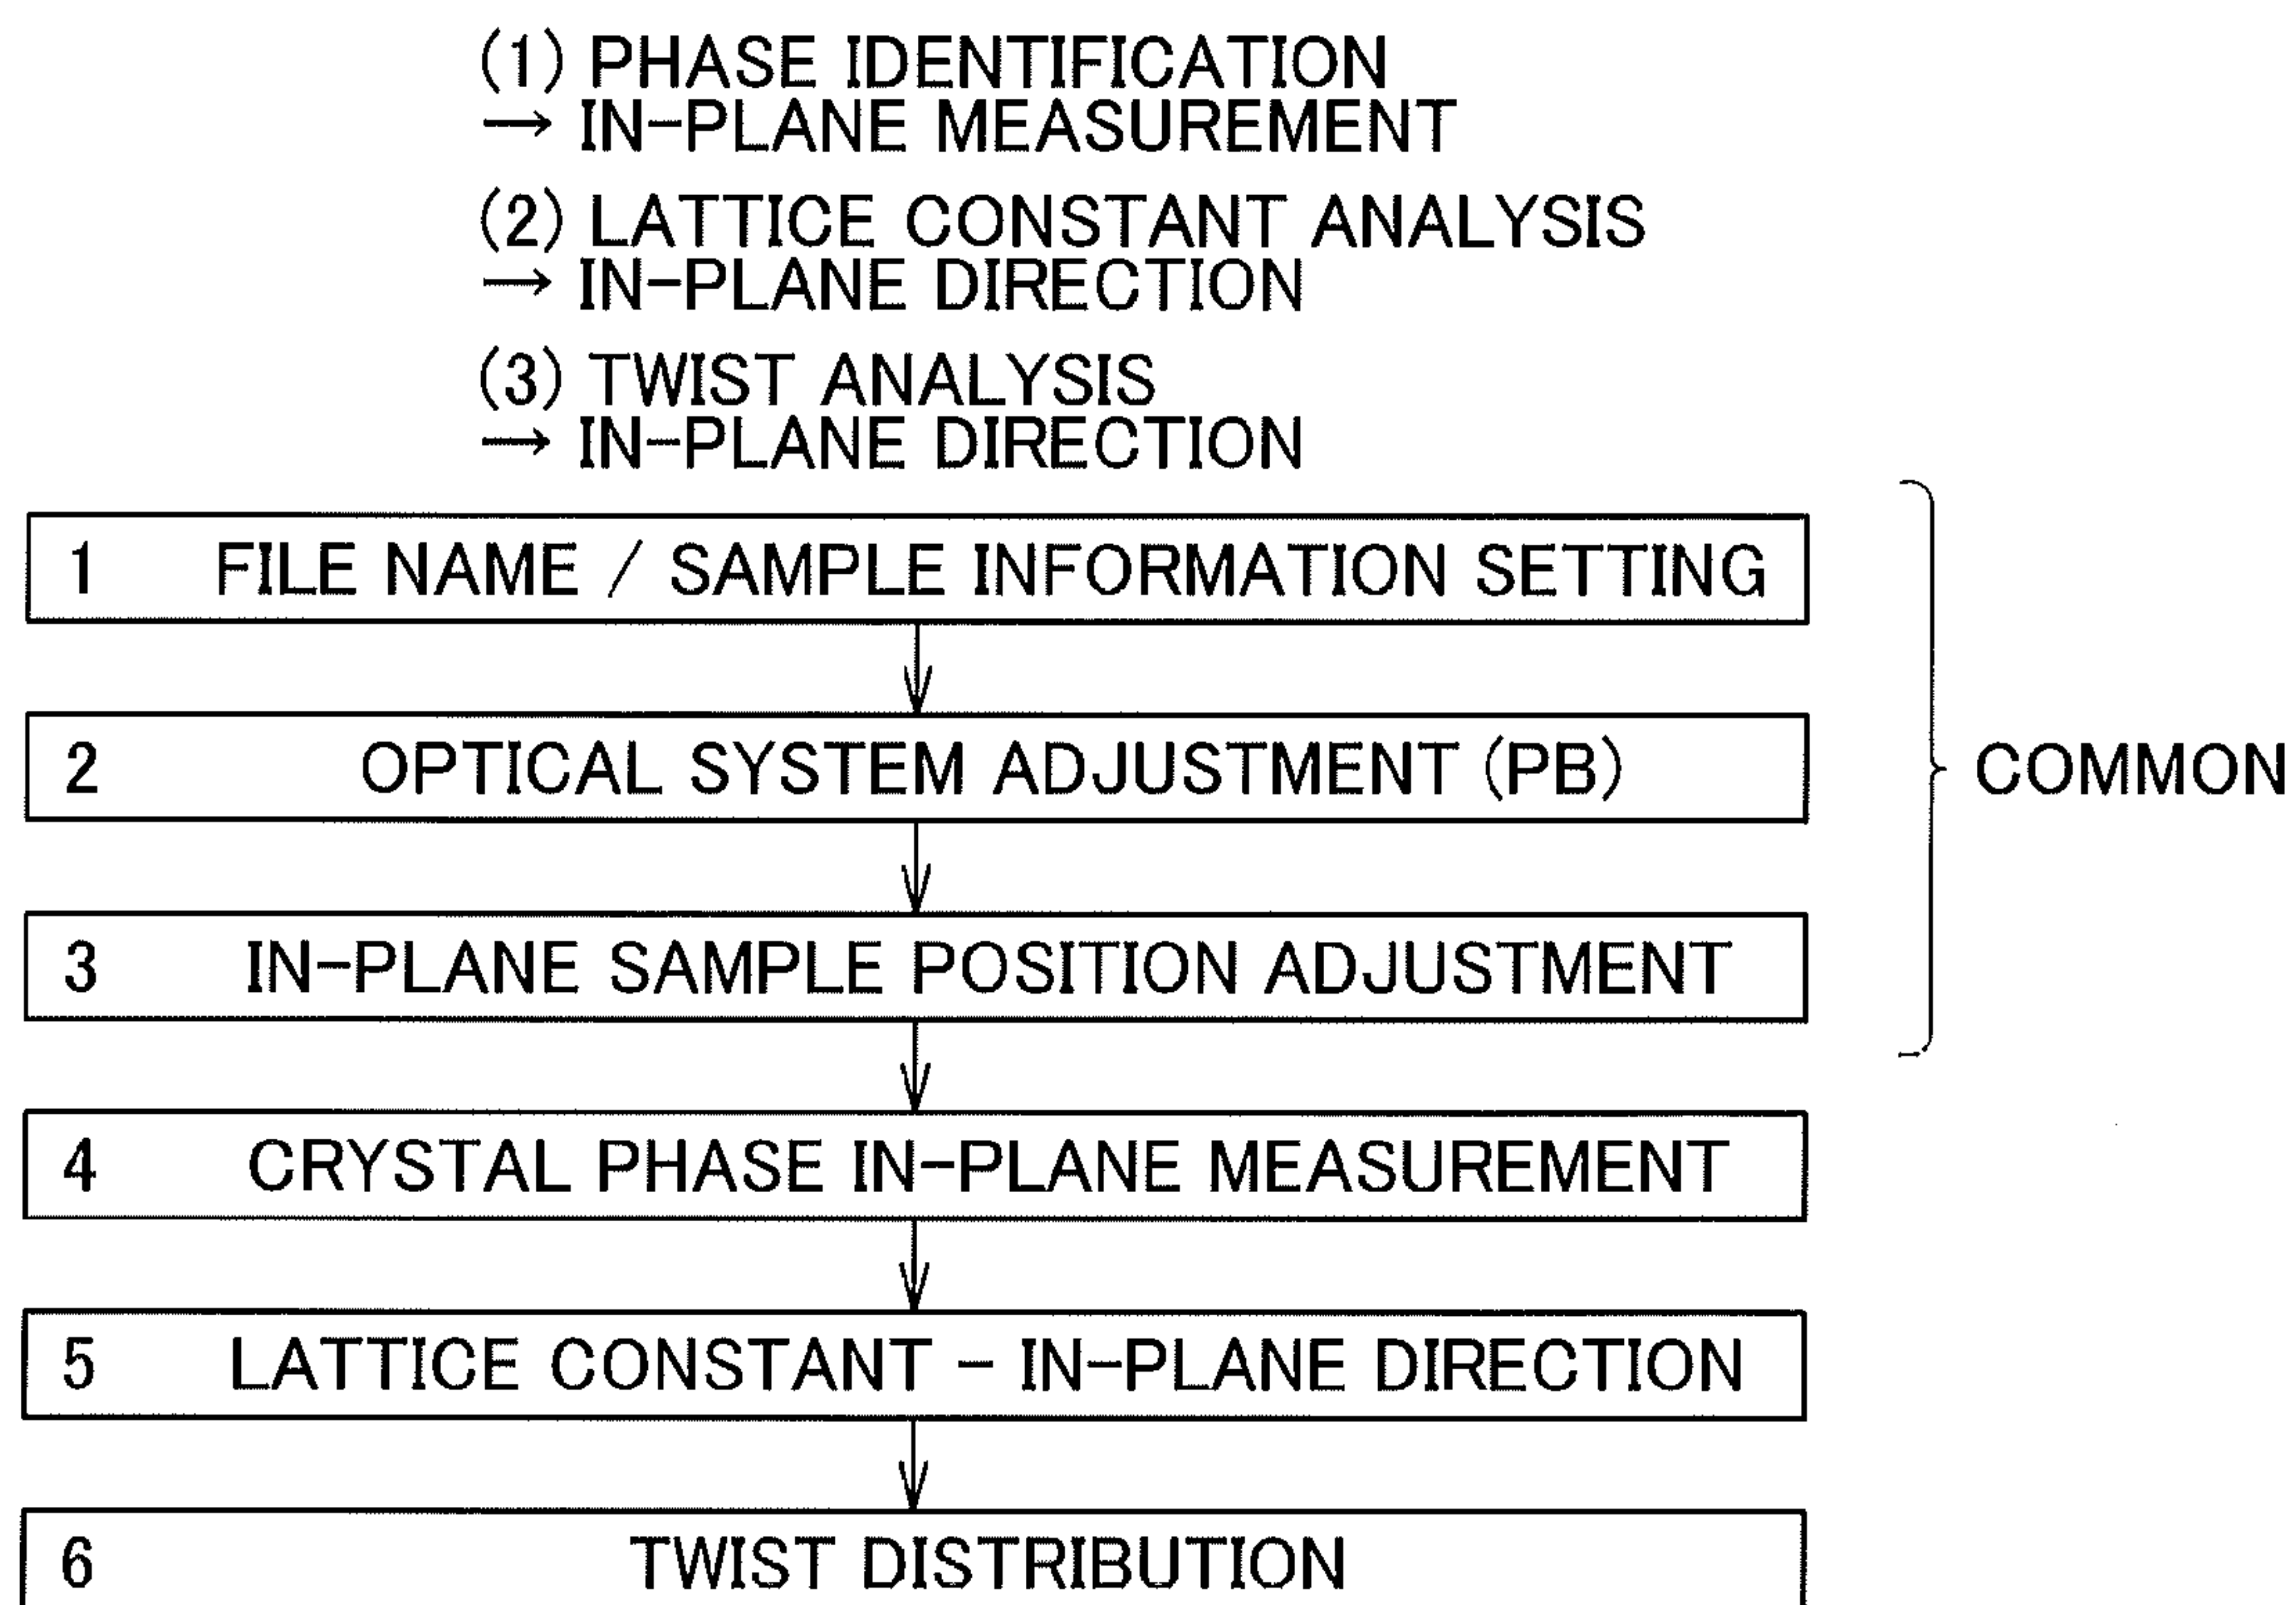 (1) PHASE IDENTIFICATION
→ IN-PLANE MEASUREMENT
(2) LATTICE CONSTANT ANALYSIS
→ IN-PLANE DIRECTION
(3) TWIST ANALYSIS
→ IN-PLANE DIRECTION
1 FILE NAME / SAMPLE INFORMATION SETTING
2 OPTICAL SYSTEM ADJUSTMENT (PB)
COMMON
3 IN-PLANE SAMPLE POSITION ADJUSTMENT
4 CRYSTAL PHASE IN-PLANE MEASUREMENT
5 LATTICE CONSTANT - IN-PLANE DIRECTION
6 TWIST DISTRIBUTION